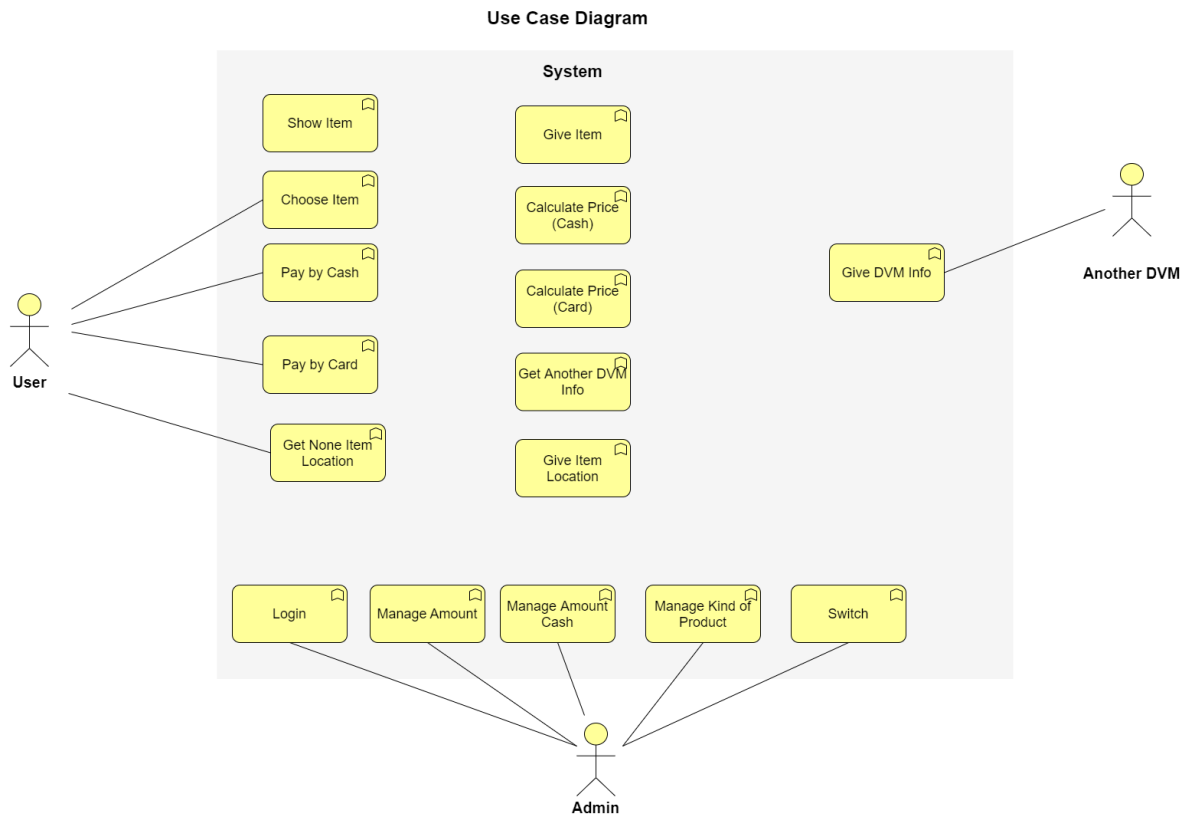 Use Case Diagram
System
Show Item
Give Item
Choose Item
Calculate Price
(Cash)
Pay by Cash
Give DVM Info
Another DVM
Calculate Price
(Card)
Pay by Card
User
Get Another DVM
Info
Get None Item
Location
Give Item
Location
Login
Manage Amount
Manage Amount
Cash
Manage Kind of
Product
Switch
Admin